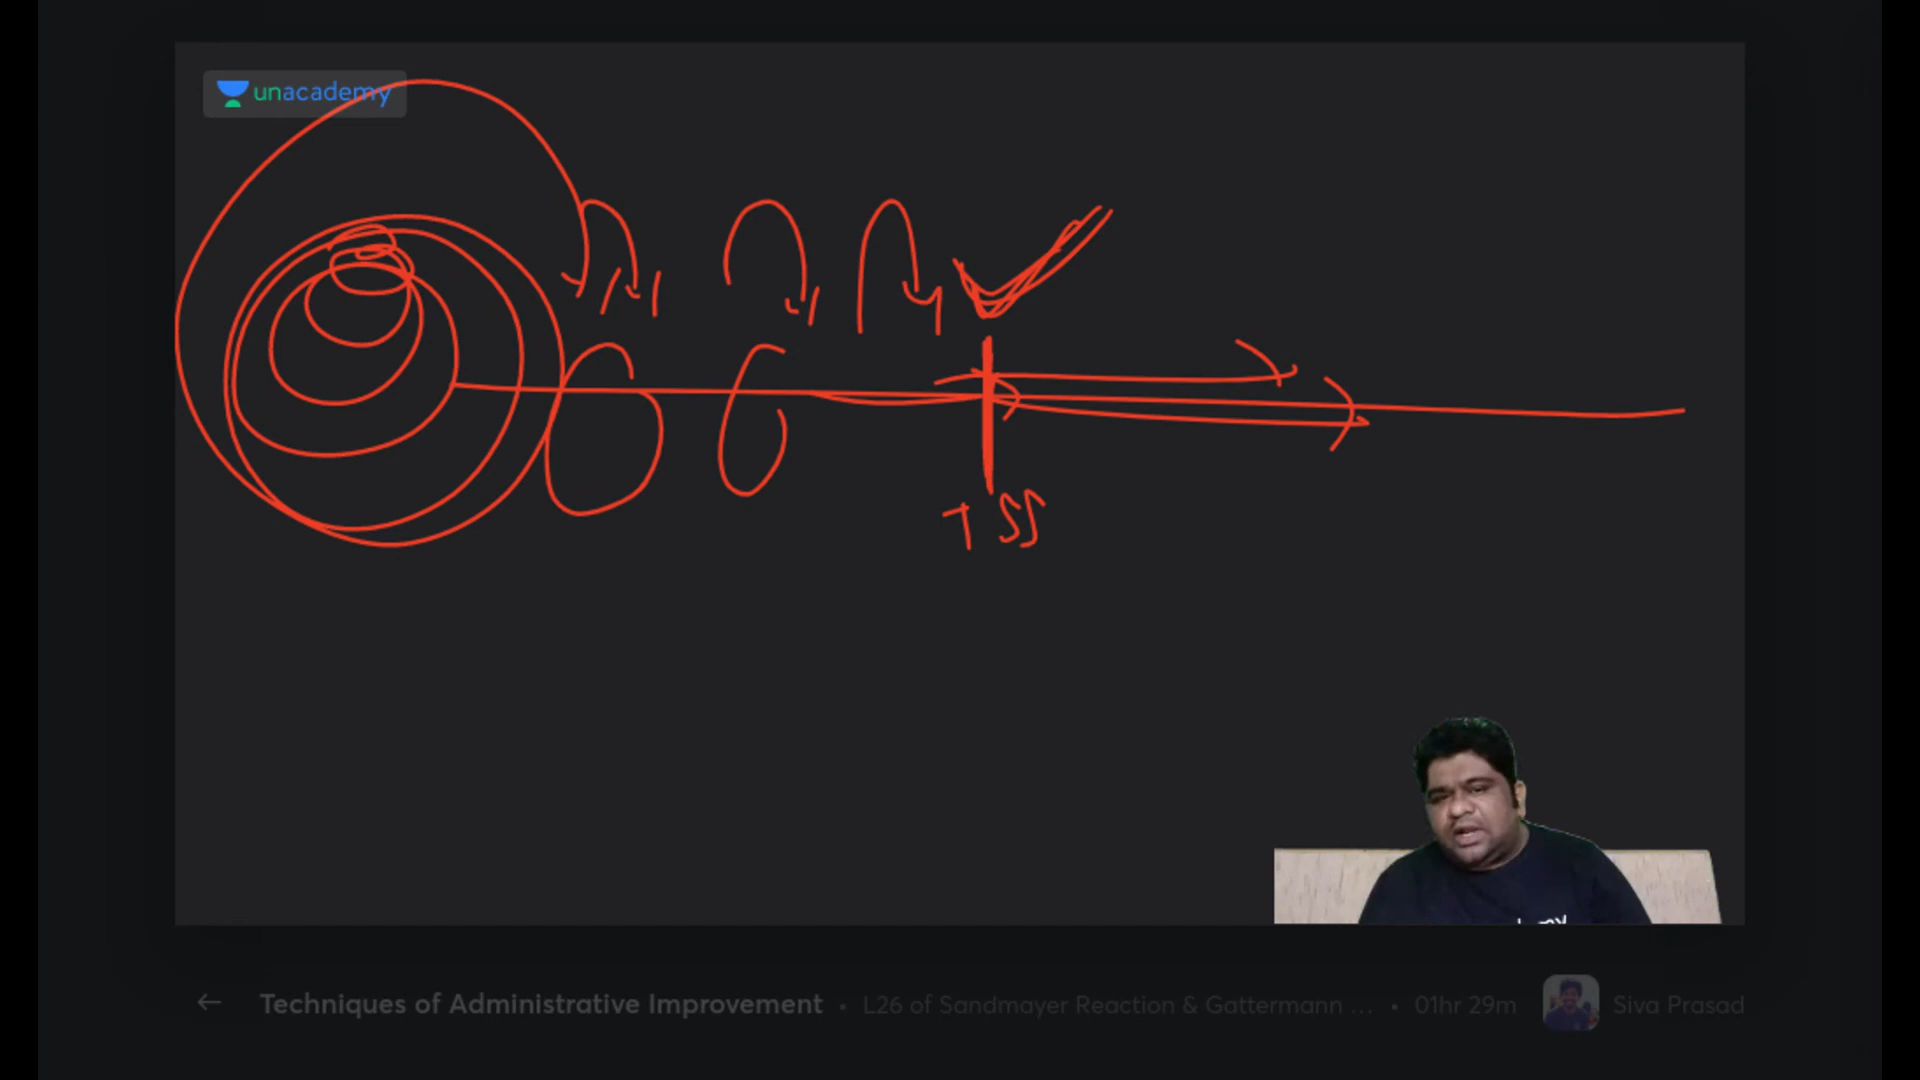 unacademy
TSS
Techniques of Administrative Improvement • L26 of Sandmayer Reaction & Gattermann ... • 01hr 29m Siva Prasad